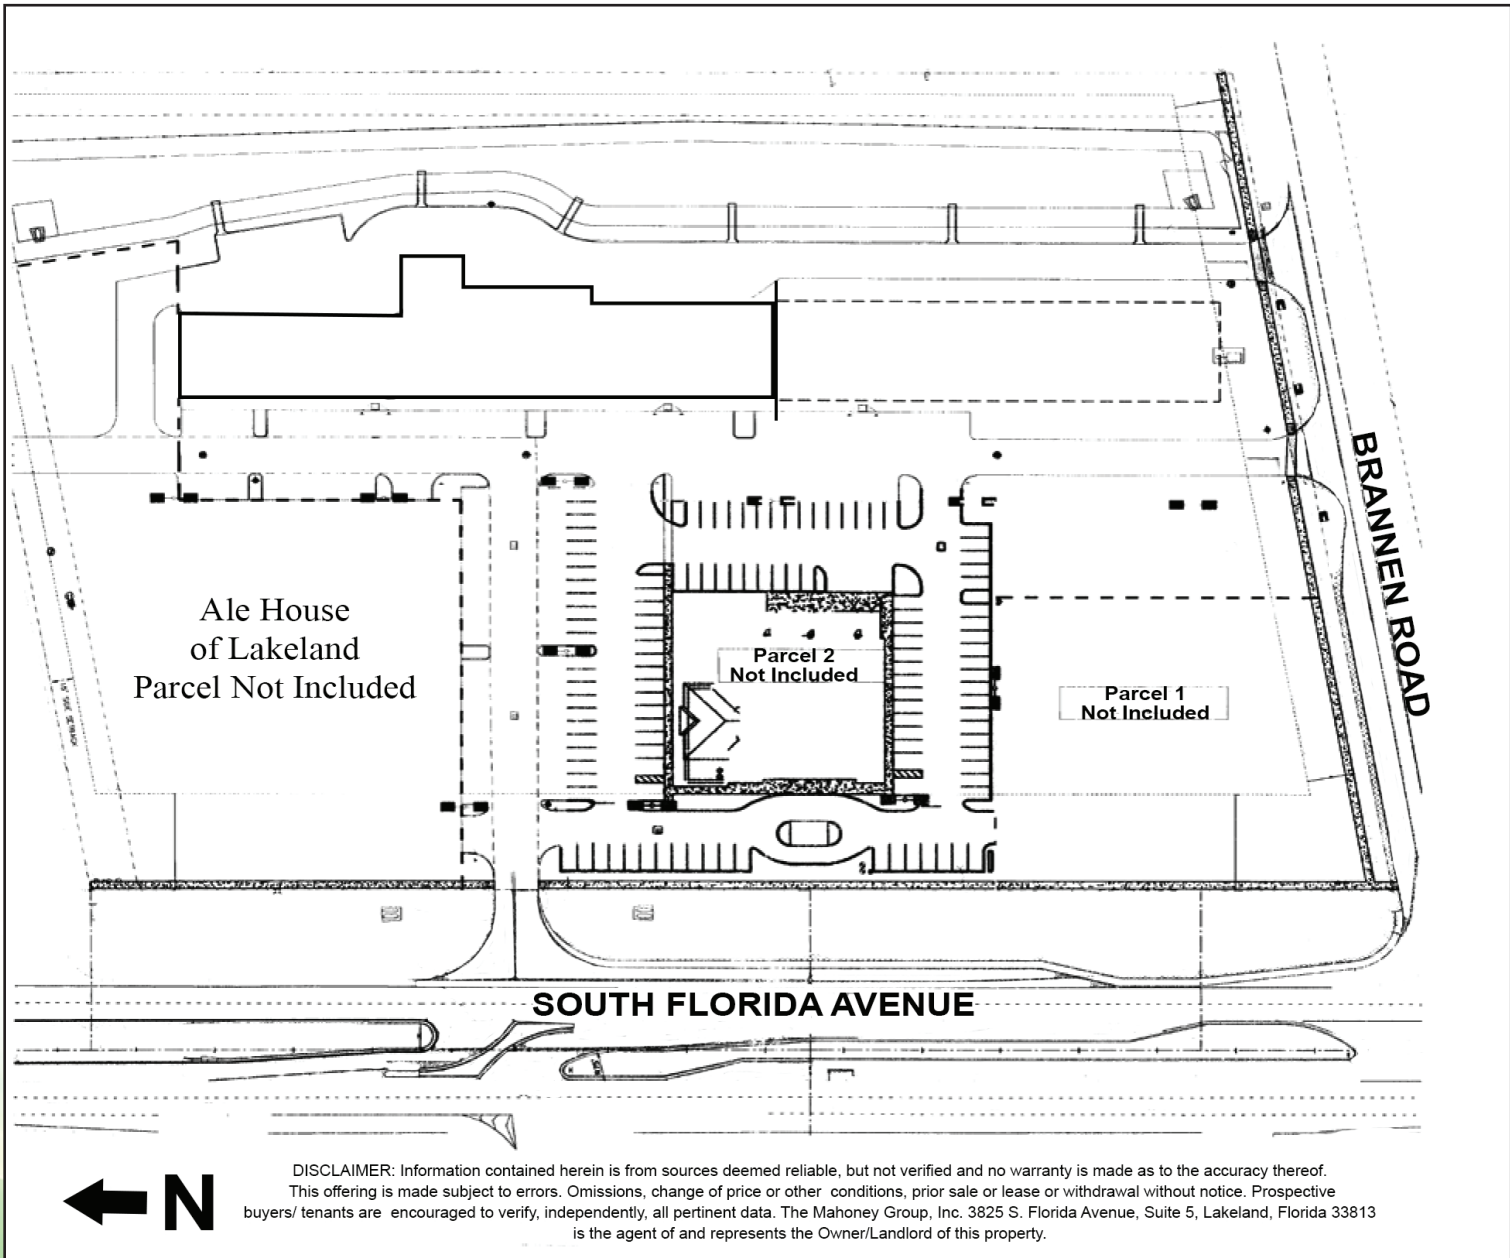 BRANNEN ROAD
Ale House
of Lakeland
Parcel Not Included
Parcel 2
Not Included
Parcel 1
Not Included
SOUTH FLORIDA AVENUE
N
DISCLAIMER: Information contained herein is from sources deemed reliable, but not verified and no warranty is made as to the accuracy thereof.
This offering is made subject to errors. Omissions, change of price or other conditions, prior sale or lease or withdrawal without notice. Prospective
buyers/ tenants are encouraged to verify, independently, all pertinent data. The Mahoney Group, Inc. 3825 S. Florida Avenue, Suite 5, Lakeland, Florida 33813
is the agent of and represents the Owner/Landlord of this property.